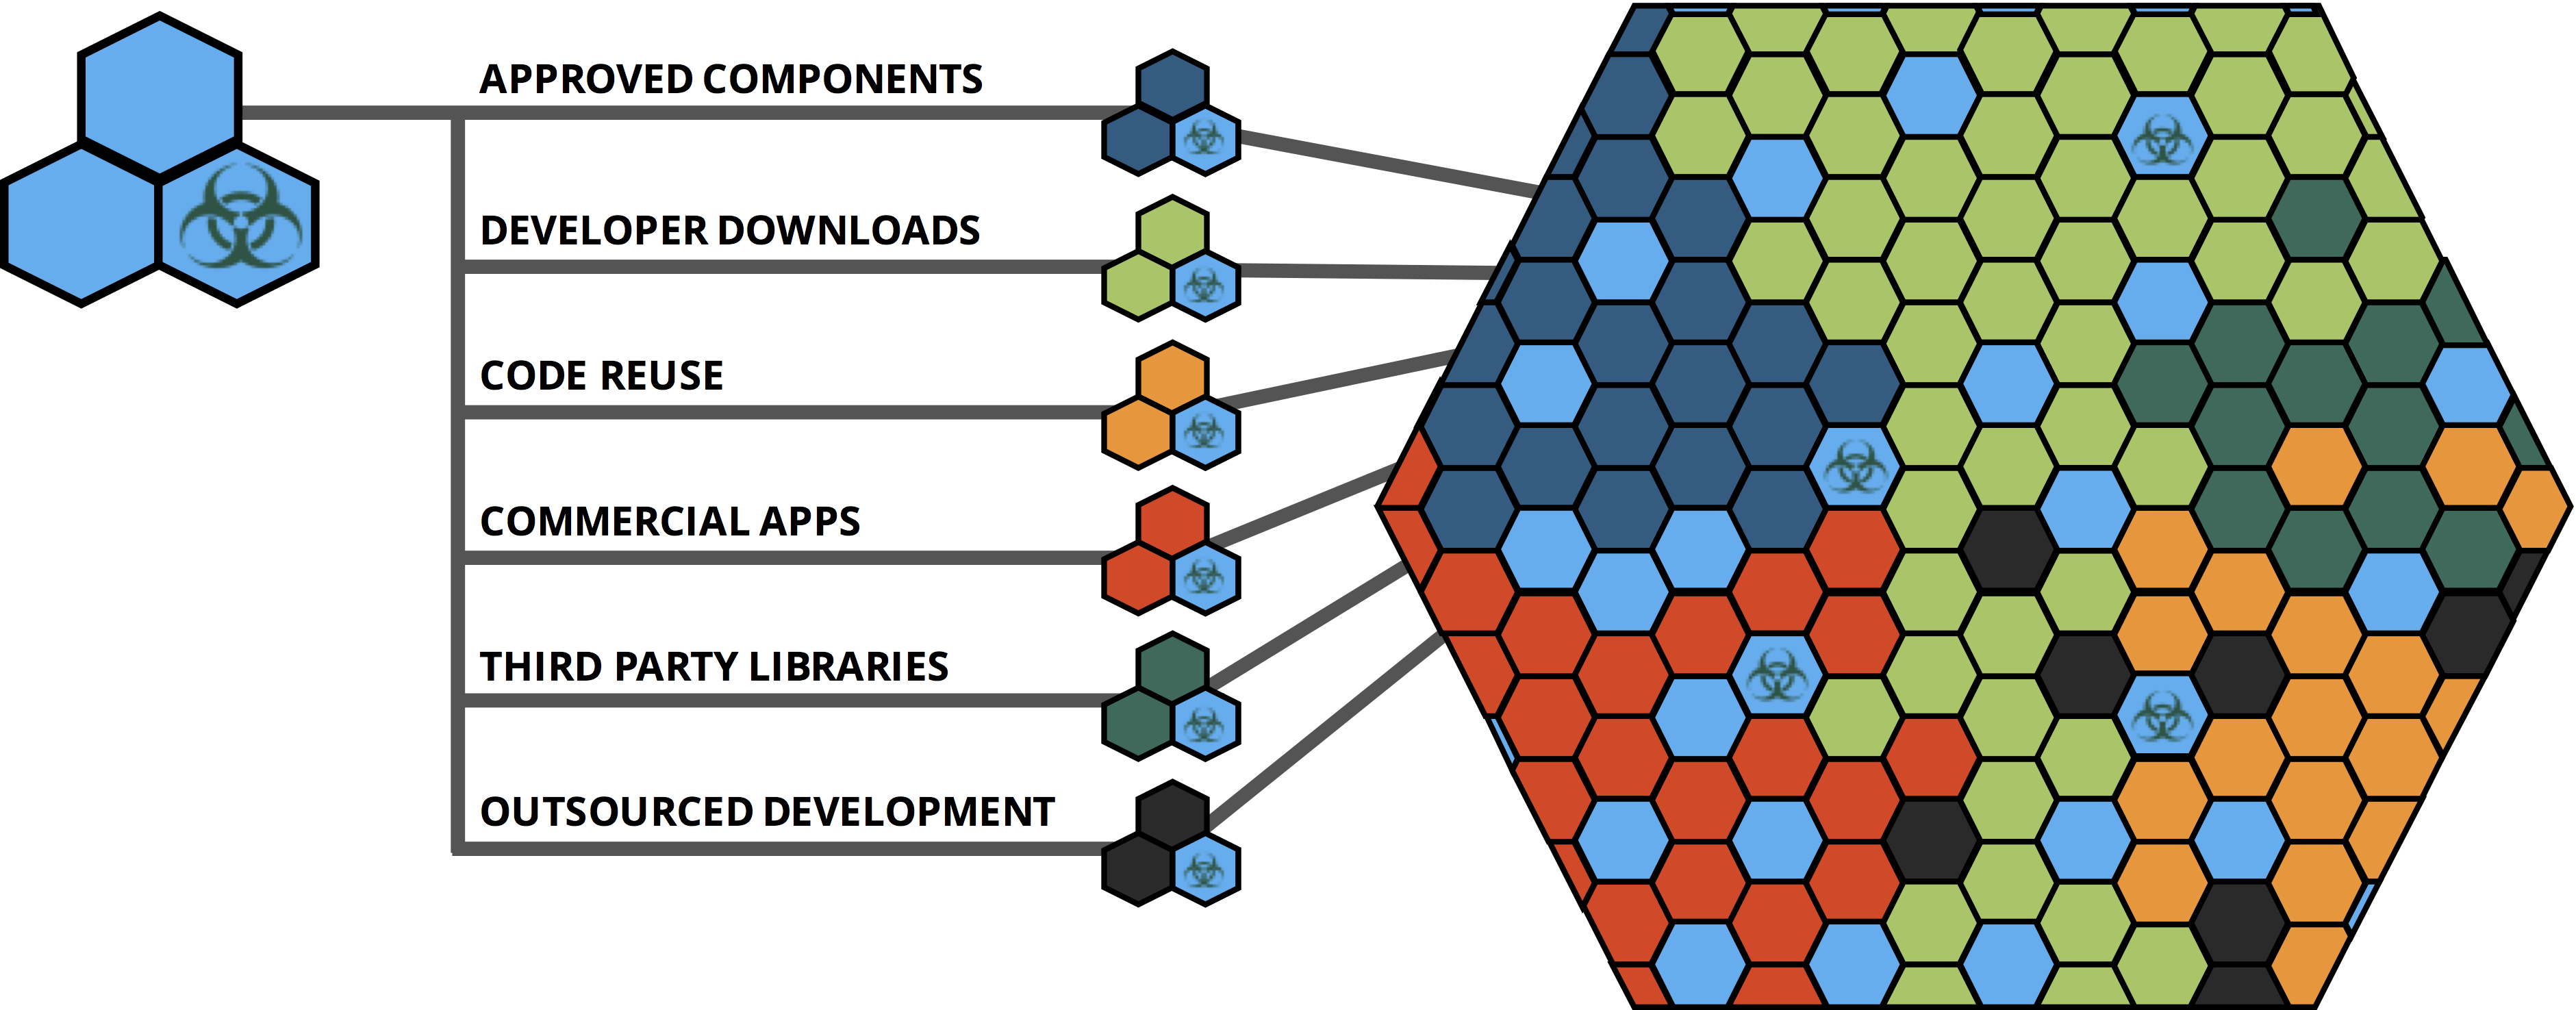 APPROVED COMPONENTS
DEVELOPER DOWNLOADS
CODE REUSE
COMMERCIAL APPS
THIRD PARTY LIBRARIES
OUTSOURCED DEVELOPMENT